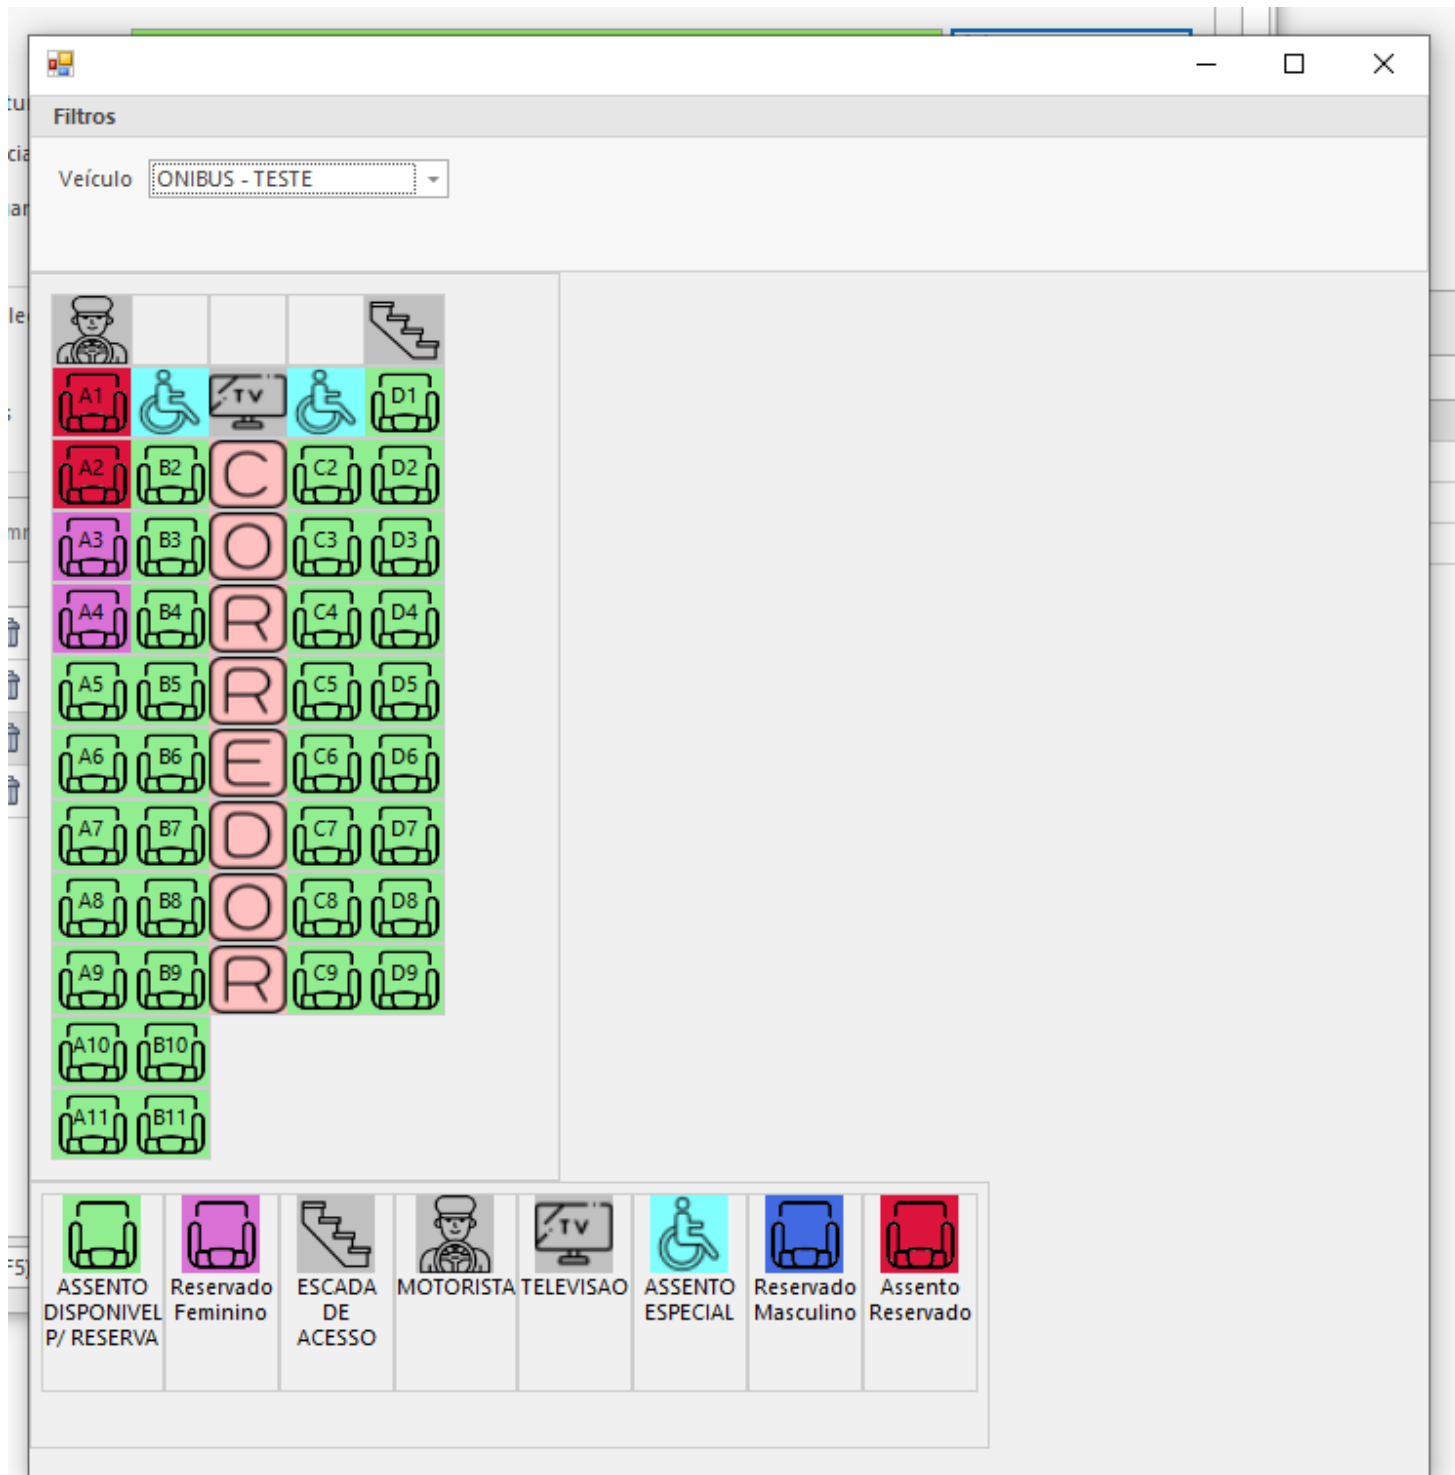 Filtros
Veículo ONIBUS - TESTE
A1 TV D1
A2 B2 C C2 D2
A3 B3 O C3 D3
A4 B4 R C4 D4
A5 B5 R C5 D5
A6 B6 E C6 D6
A7 B7 D C7 D7
A8 B8 O C8 D8
A9 B9 R C9 D9
A10 B10
A11 B11
TV
ASSENTO DISPONIVEL P/ RESERVA
Reservado Feminino
ESCADA DE ACESSO
MOTORISTA
TELEVISAO
ASSENTO ESPECIAL
Reservado Masculino
Assento Reservado
F5)